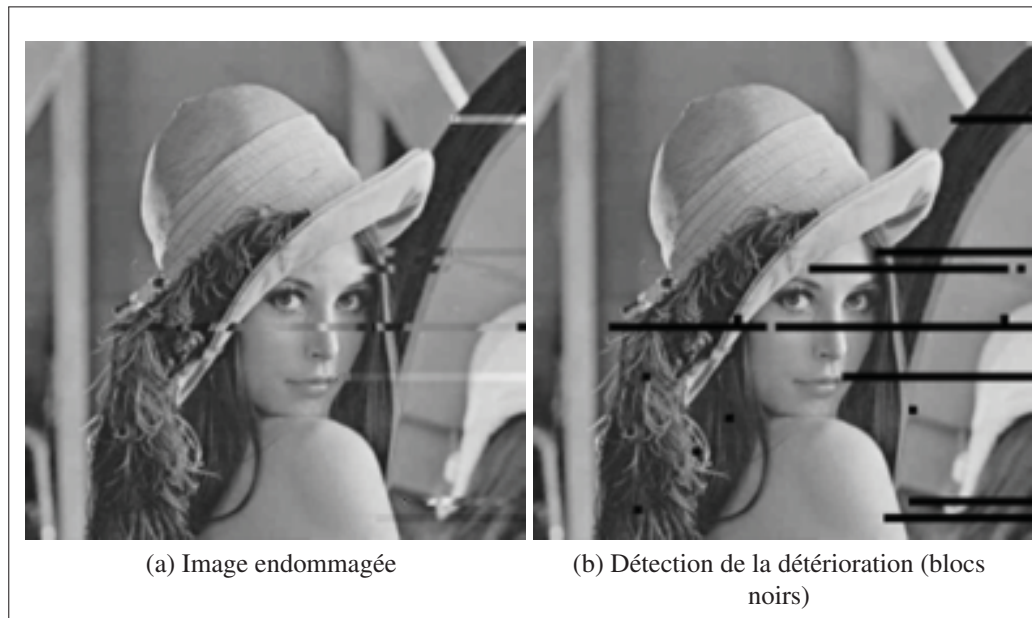 (a) Image endommagée
(b) Détection de la détérioration (blocs
noirs)